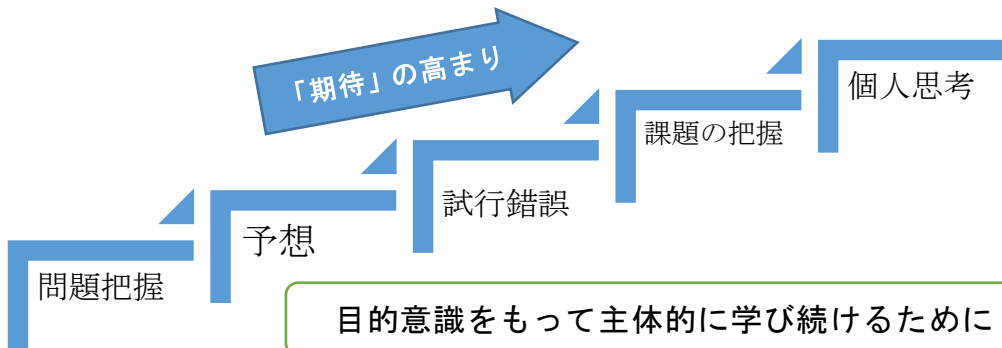 「期待」の高まり
個人思考
課題の把握
試行錯誤
予想
問題把握
目的意識をもって主体的に学び続けるために